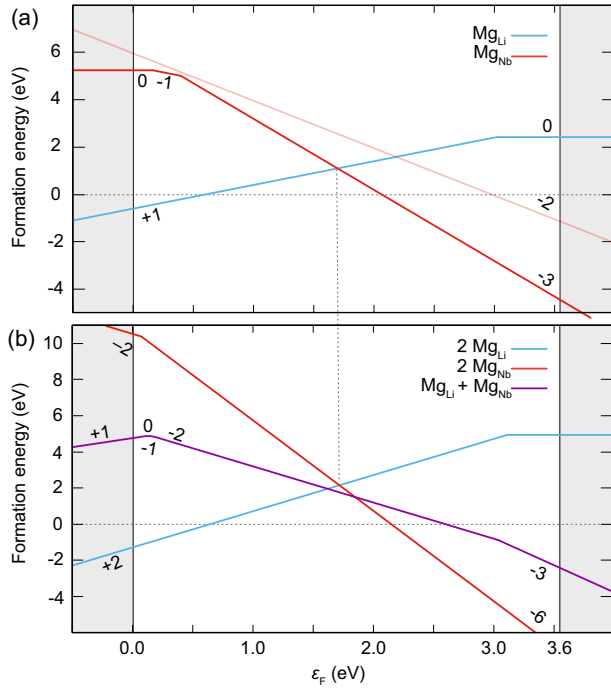 (a)
Mg_Li
Mg_Nb
Formation energy (eV)
6
4
2
0
-2
-4
0 -1
+1
0
-2
-3
(b)
2 Mg_Li
2 Mg_Nb
Mg_Li + Mg_Nb
Formation energy (eV)
10
8
6
4
2
0
-2
-4
−2
+1
0
-1
-2
+2
-3
-6
0.0 1.0 2.0 3.0 3.6
ε_F (eV)